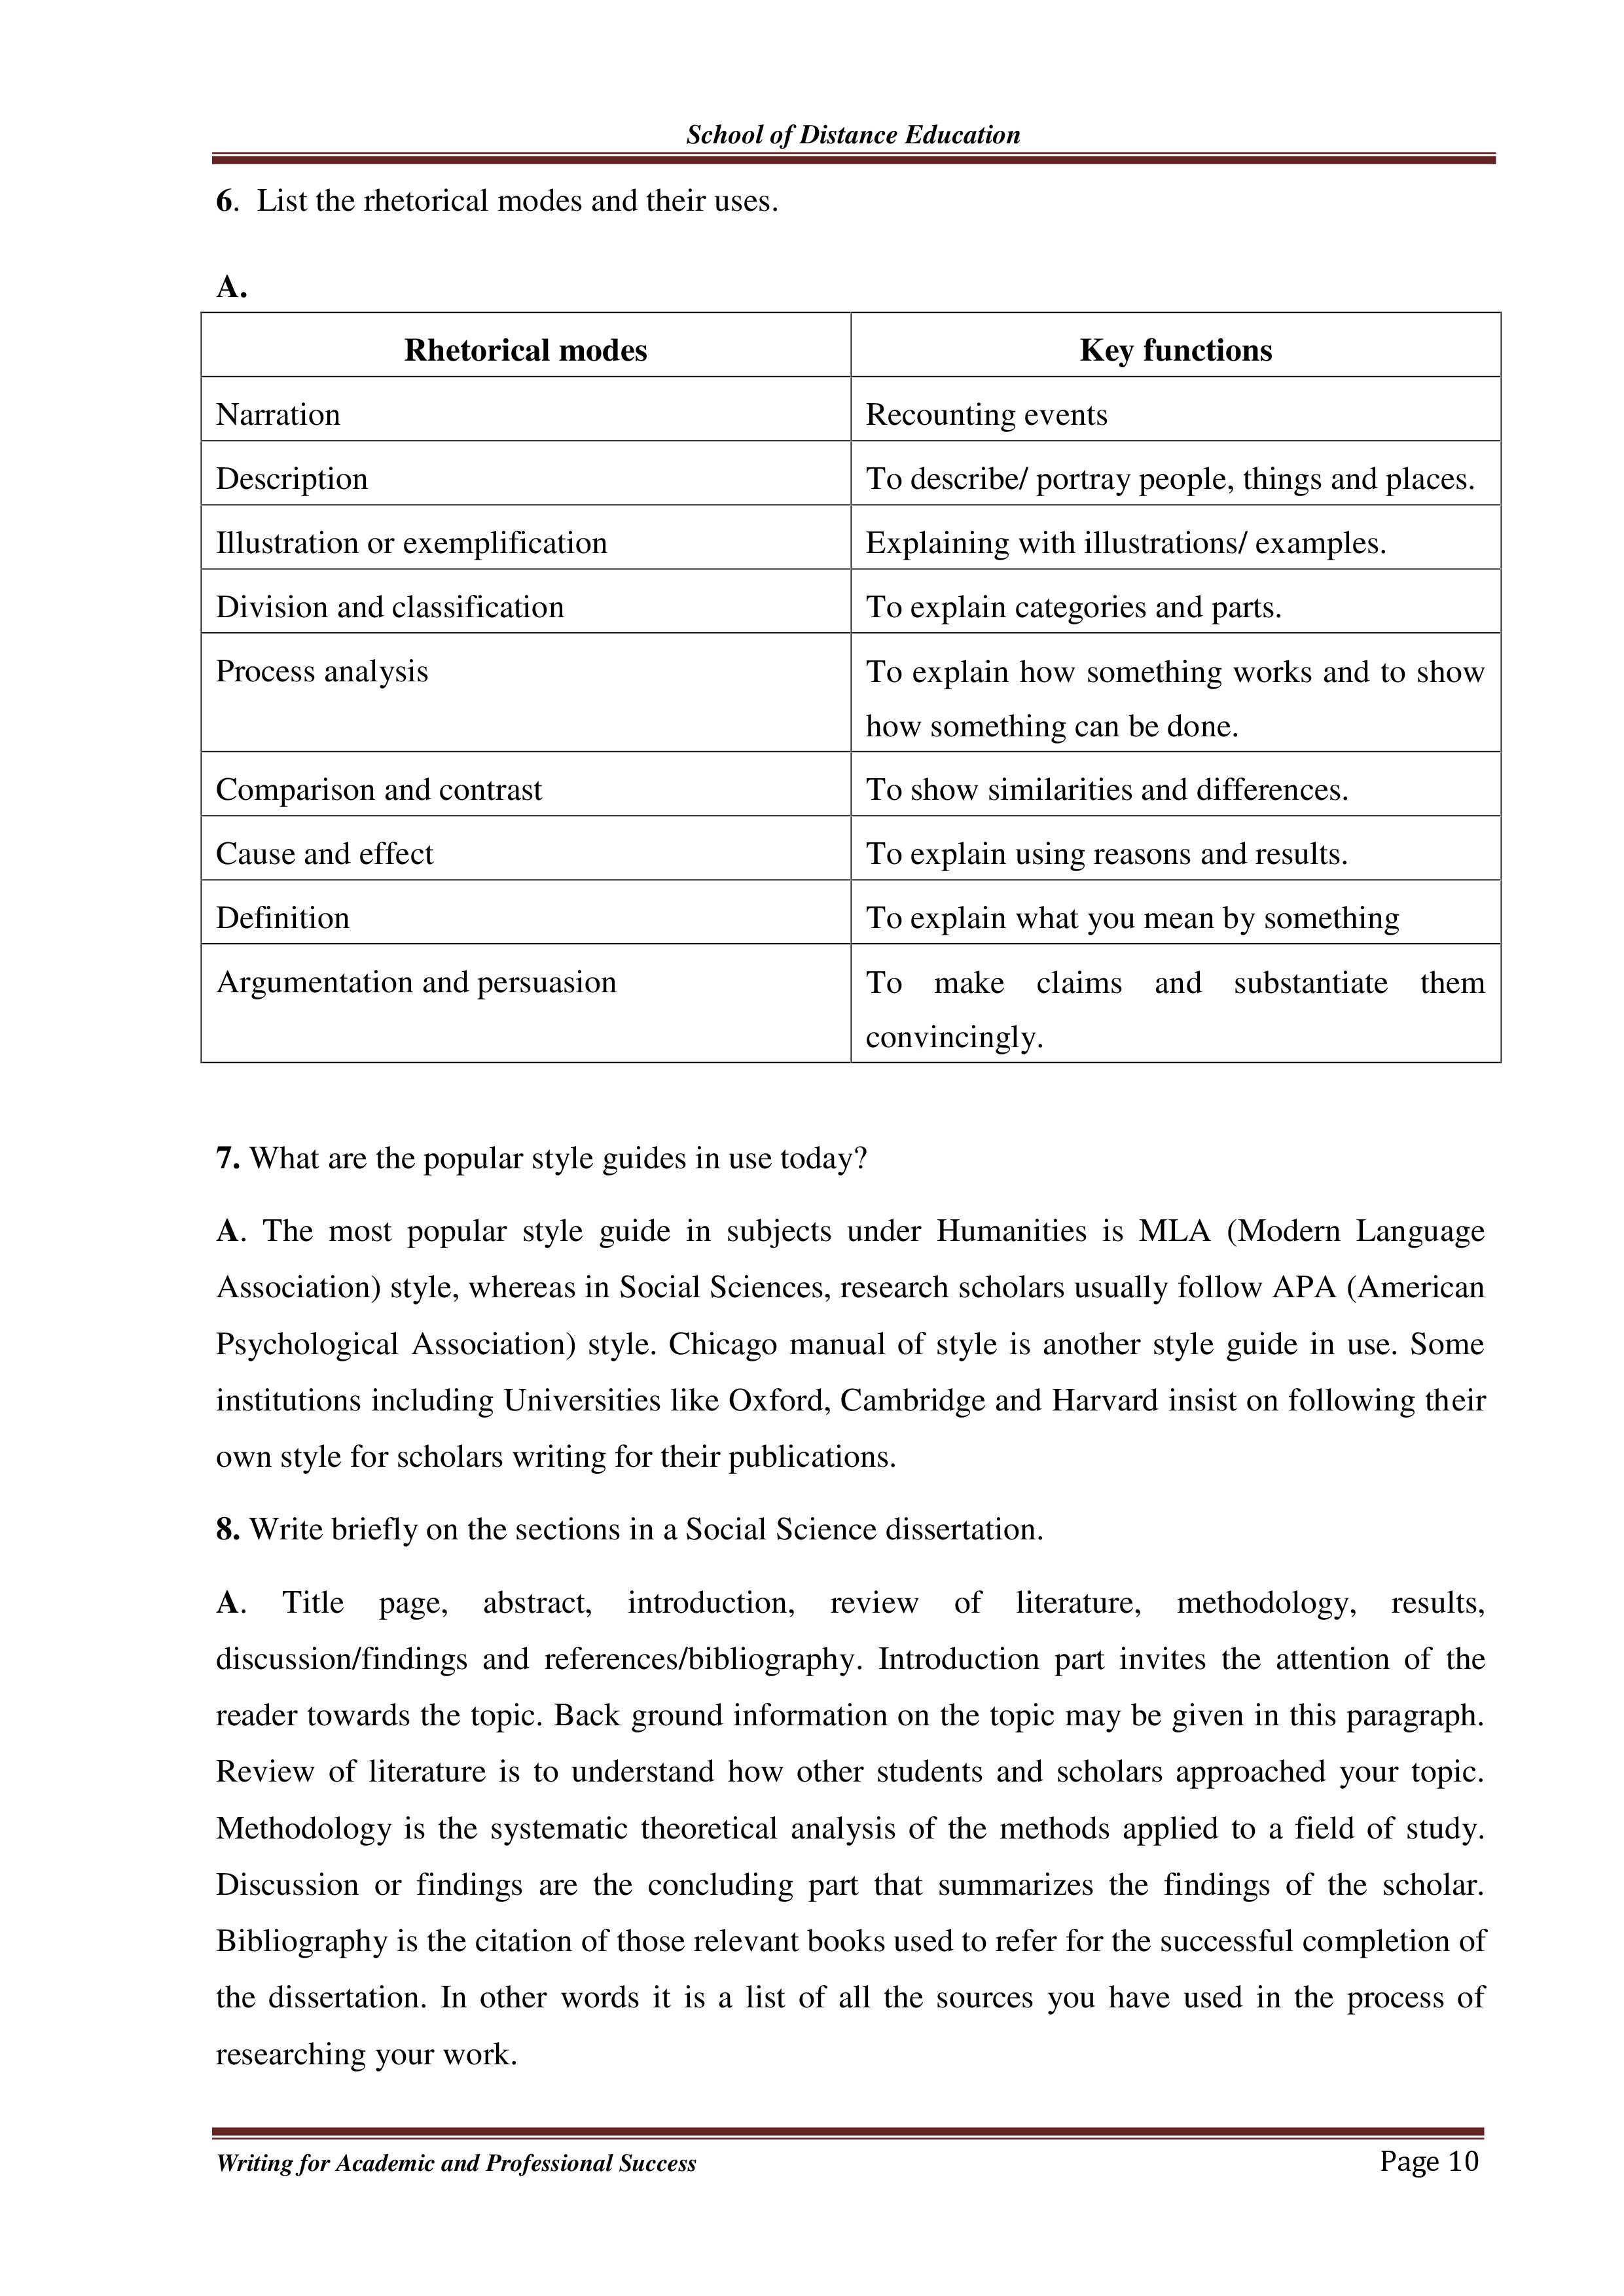 School of Distance Education
6. List the rhetorical modes and their uses.
A.
Rhetorical modes Key functions
Narration Recounting events
Description To describe/ portray people, things and places.
Illustration or exemplification Explaining with illustrations/ examples.
Division and classification To explain categories and parts.
Process analysis To explain how something works and to show
how something can be done.
Comparison and contrast To show similarities and differences.
Cause and effect To explain using reasons and results.
Definition To explain what you mean by something
Argumentation and persuasion To make claims and substantiate them
convincingly.
7. What are the popular style guides in use today?
A. The most popular style guide in subjects under Humanities is MLA (Modern Language
Association) style, whereas in Social Sciences, research scholars usually follow APA (American
Psychological Association) style. Chicago manual of style is another style guide in use. Some
institutions including Universities like Oxford, Cambridge and Harvard insist on following their
own style for scholars writing for their publications.
8. Write briefly on the sections in a Social Science dissertation.
A. Title page, abstract, introduction, review of literature, methodology, results,
discussion/findings and references/bibliography. Introduction part invites the attention of the
reader towards the topic. Back ground information on the topic may be given in this paragraph.
Review of literature is to understand how other students and scholars approached your topic.
Methodology is the systematic theoretical analysis of the methods applied to a field of study.
Discussion or findings are the concluding part that summarizes the findings of the scholar.
Bibliography is the citation of those relevant books used to refer for the successful completion of
the dissertation. In other words it is a list of all the sources you have used in the process of
researching your work.
Writing for Academic and Professional Success Page 10